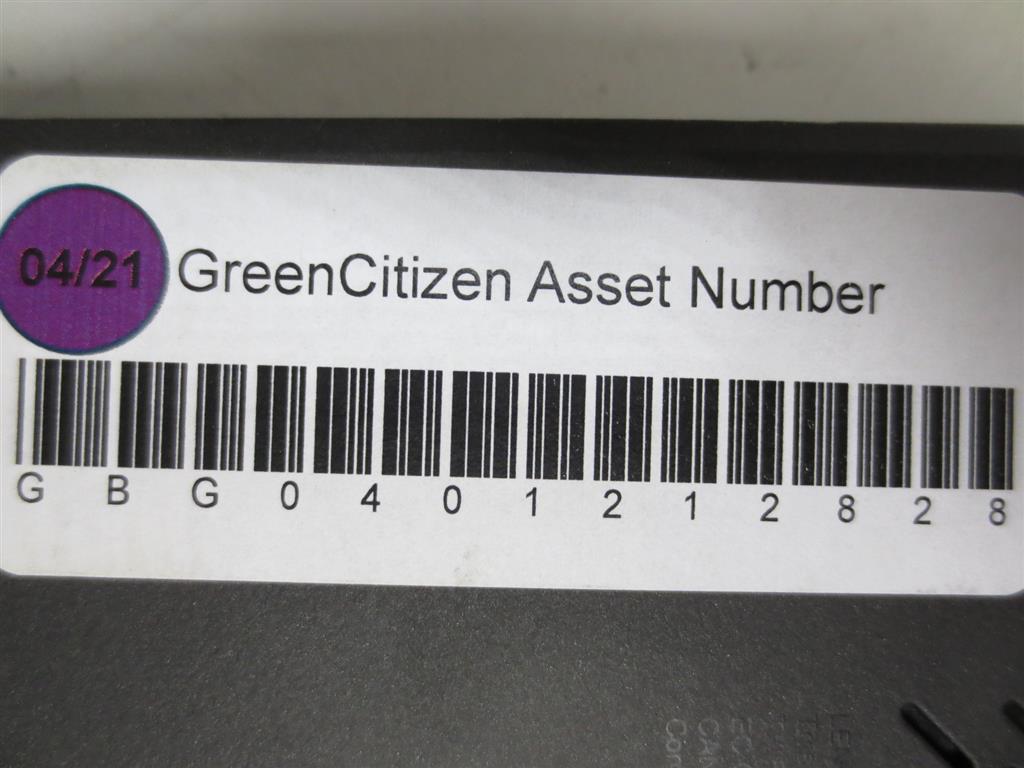 04/21
GreenCitizen Asset Number
G B G 0 4 0 1 2 1 2 8 2 8